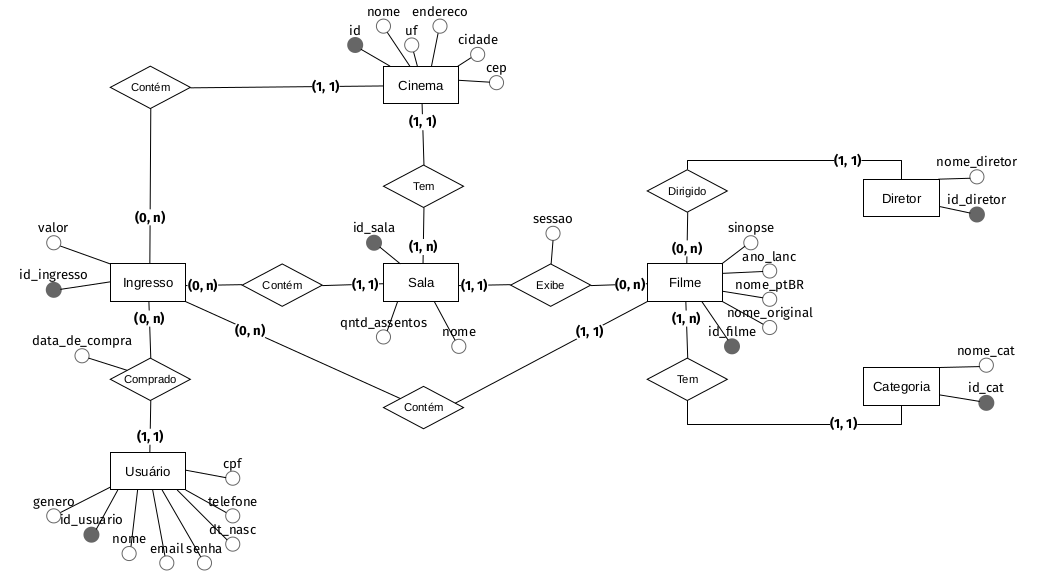 nome
endereco
id
uf
cidade
cep
Contém
(1, 1)
Cinema
(1, 1)
Tem
Dirigido
(1, 1)
nome_diretor
Diretor
id_diretor
(0, n)
valor
id_sala
sessao
sinopse
(1, n)
(0, n)
ano_lanc
id_ingresso
Ingresso
(0, n)
Contém
(1, 1)
Sala
(1, 1)
Exibe
(0, n)
Filme
nome_ptBR
nome_original
(0, n)
qntd_assentos
nome
(0, n)
(1, 1)
(1, n)
id_filme
data_de_compra
Comprado
Contém
Tem
nome_cat
Categoria
id_cat
(1, 1)
(1, 1)
Usuário
cpf
genero
telefone
id_usuario
dt_nasc
nome
email
senha